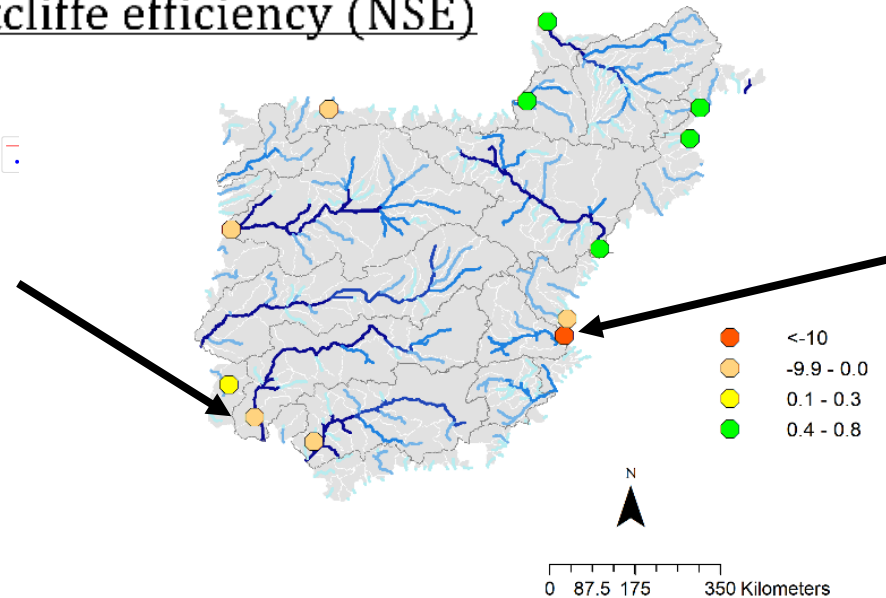 tcliffe efficiency (NSE)
<-10
-9.9 - 0.0
0.1 - 0.3
0.4 - 0.8
N
0 87.5 175 350 Kilometers